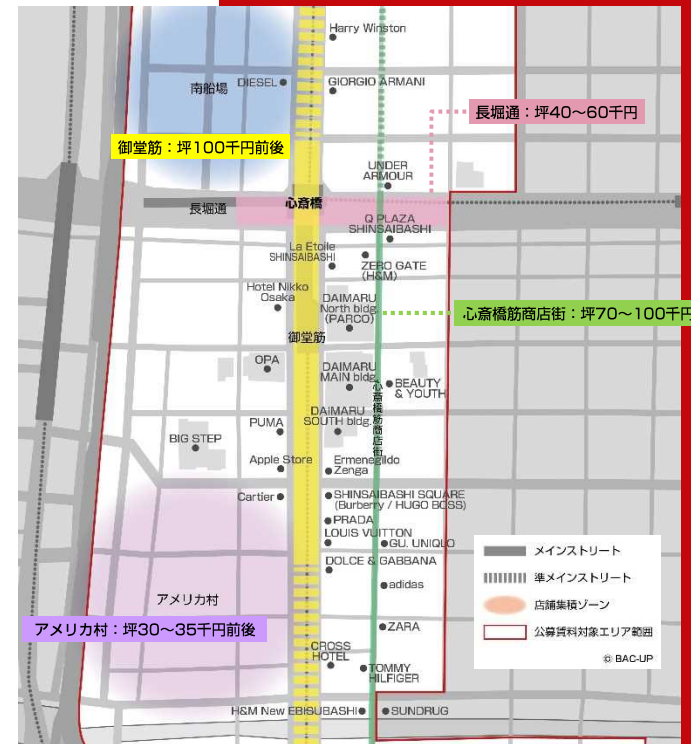 Harry Winston
南船場
DIESEL
GIORGIO ARMANI
長堀通：坪40～60千円
御堂筋：坪100千円前後
UNDER
ARMOUR
長堀通
心斎橋
Q PLAZA
SHINSAIBASHI
La Etoile
SHINSAIBASHI
ZERO GATE
(H&M)
Hotel Nikko
Osaka
DAIMARU
North bldg.
(PARCO)
心斎橋筋商店街：坪70～100千円
御堂筋
OPA
DAIMARU
MAIN bldg.
BEAUTY
& YOUTH
心斎橋筋商店街
DAIMARU
SOUTH bldg.
PUMA
BIG STEP
Apple Store
Ermenegildo
Zenga
Cartier
SHINSAIBASHI SQUARE
(Burberry / HUGO BOSS)
PRADA
LOUIS VUITTON
GU, UNIQLO
DOLCE & GABBANA
adidas
アメリカ村
アメリカ村：坪30～35千円前後
ZARA
CROSS
HOTEL
TOMMY
HILFIGER
H&M New EBISUBASHI
SUNDRUG
メインストリート
準メインストリート
店舗集積ゾーン
公募賃料対象エリア範囲
© BAC-UP